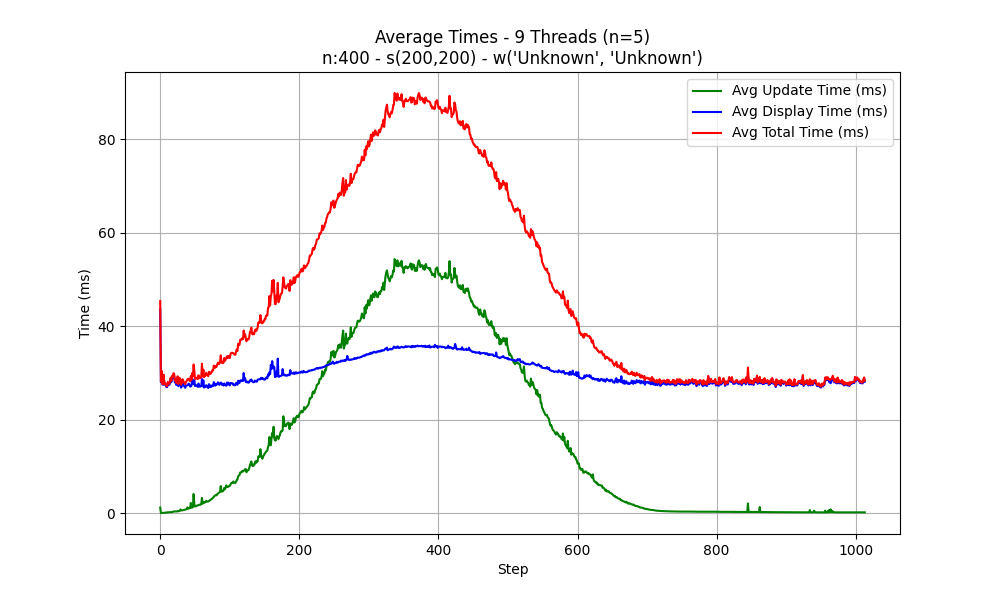 Average Times - 9 Threads (n=5)
n:400 - s(200,200) - w('Unknown', 'Unknown')
Avg Update Time (ms)
Avg Display Time (ms)
Avg Total Time (ms)
Time (ms)
80
60
40
20
0
0 200 400 600 800 1000
Step